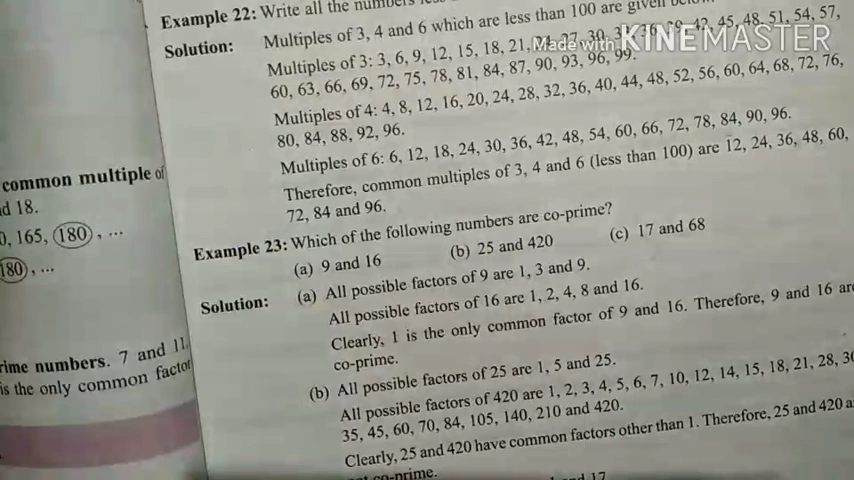 common multiple of
d 18.
0, 165, 180, ...
180, ...
rime numbers. 7 and 11
is the only common factor
Example 22: Write all the numbers
Solution: Multiples of 3, 4 and 6 which are less than 100 are given
Multiples of 3: 3, 6, 9, 12, 15, 18, 21, 24, 27, 30, 36, 39, 42, 45, 48, 51, 54, 57,
60, 63, 66, 69, 72, 75, 78, 81, 84, 87, 90, 93, 96, 99.
Multiples of 4: 4, 8, 12, 16, 20, 24, 28, 32, 36, 40, 44, 48, 52, 56, 60, 64, 68, 72, 76,
80, 84, 88, 92, 96.
Multiples of 6: 6, 12, 18, 24, 30, 36, 42, 48, 54, 60, 66, 72, 78, 84, 90, 96.
Therefore, common multiples of 3, 4 and 6 (less than 100) are 12, 24, 36, 48, 60,
72, 84 and 96.
Example 23: Which of the following numbers are co-prime?
(a) 9 and 16 (b) 25 and 420 (c) 17 and 68
Solution: (a) All possible factors of 9 are 1, 3 and 9.
All possible factors of 16 are 1, 2, 4, 8 and 16.
Clearly, 1 is the only common factor of 9 and 16. Therefore, 9 and 16 are
co-prime.
(b) All possible factors of 25 are 1, 5 and 25.
All possible factors of 420 are 1, 2, 3, 4, 5, 6, 7, 10, 12, 14, 15, 18, 21, 28, 30
35, 45, 60, 70, 84, 105, 140, 210 and 420.
Clearly, 25 and 420 have common factors other than 1. Therefore, 25 and 420 a
not co-prime.
and 17
Made with KINEMASTER